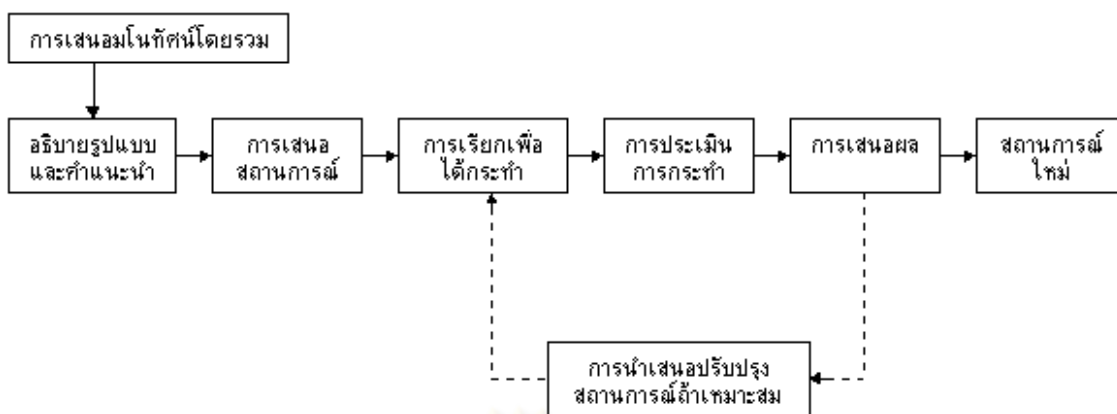 การเสนอมโนทัศน์โดยรวม
อธิบายรูปแบบ
และคำแนะนำ
การเสนอ
สถานการณ์
การเรียกเพื่อ
ได้กระทำ
การประเมิน
การกระทำ
การเสนอผล
สถานการณ์
ใหม่
การนำเสนอปรับปรุง
สถานการณ์ถ้าเหมาะสม